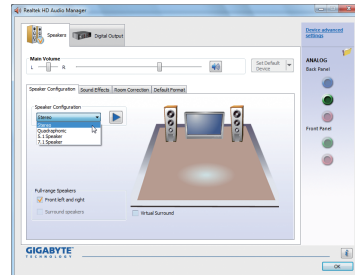 Realtek HD Audio Manager
Speakers
Digital Output
Device advanced settings
Main Volume
L
R
Set Default Device
ANALOG
Back Panel
Speaker Configuration
Sound Effects
Room Correction
Default Format
Speaker Configuration
Stereo
Stereo
Quadraphonic
5.1 Speaker
7.1 Speaker
Front Panel
Full-range Speakers
Front left and right
Surround speakers
Virtual Surround
GIGABYTE
TECHNOLOGY
i
OK